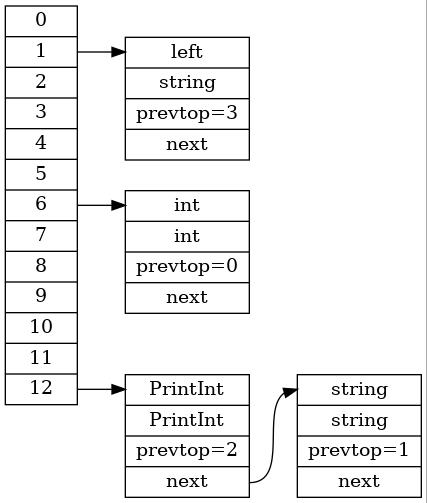 0
1
2
3
4
5
6
7
8
9
10
11
12
left
string
prevtop=3
next
int
int
prevtop=0
next
PrintInt
PrintInt
prevtop=2
next
string
string
prevtop=1
next